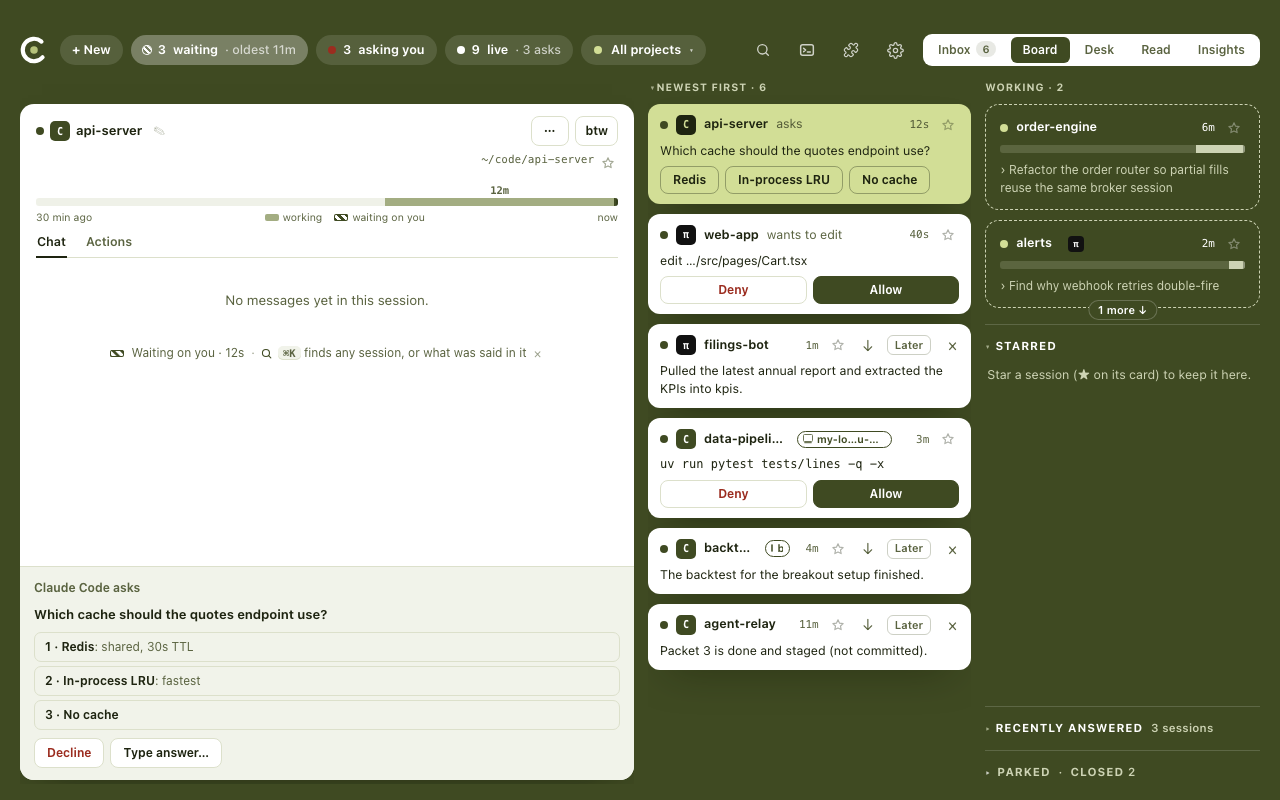 + New
3 waiting · oldest 11m
3 asking you
9 live · 3 asks
All projects
Inbox 6
Board
Desk
Read
Insights
C api-server
...
btw
~/code/api-server
12m
30 min ago
working
waiting on you
now
Chat
Actions
No messages yet in this session.
Waiting on you · 12s · ⌘K finds any session, or what was said in it ×
Claude Code asks
Which cache should the quotes endpoint use?
1 · Redis: shared, 30s TTL
2 · In-process LRU: fastest
3 · No cache
Decline
Type answer...
NEWEST FIRST · 6
C api-server asks 12s
Which cache should the quotes endpoint use?
Redis
In-process LRU
No cache
π web-app wants to edit 40s
edit .../src/pages/Cart.tsx
Deny
Allow
π filings-bot 1m ↓ Later ×
Pulled the latest annual report and extracted the
KPIs into kpis.
C data-pipeli... my-lo...u-... 3m
uv run pytest tests/lines -q -x
Deny
Allow
C backt... 4m ↓ Later ×
The backtest for the breakout setup finished.
C agent-relay 11m ↓ Later ×
Packet 3 is done and staged (not committed).
WORKING · 2
order-engine 6m
› Refactor the order router so partial fills
reuse the same broker session
alerts π 2m
› Find why webhook retries double-fire
1 more ↓
STARRED
Star a session (★ on its card) to keep it here.
RECENTLY ANSWERED 3 sessions
PARKED · CLOSED 2